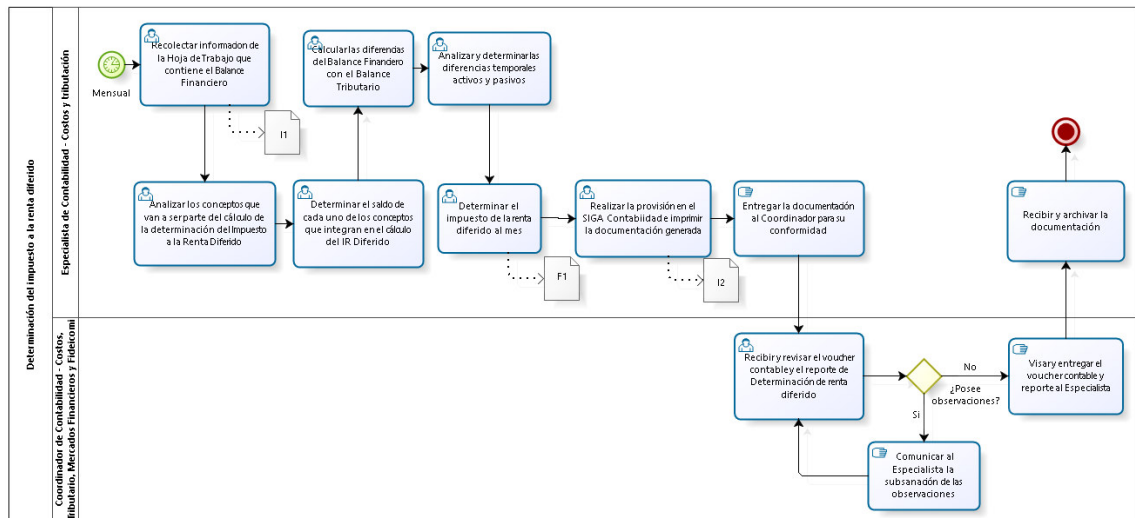 Determinación del impuesto a la renta diferido
Especialista de Contabilidad - Costos y tributación
Mensual
Recolectar informacion de
la Hoja de Trabajo que
contiene el Balance
Financiero
I1
Analizar los conceptos que
van a ser parte del cálculo de
la determinación del Impuesto
a la Renta Diferido
Determinar el saldo de
cada uno de los conceptos
que integran en el cálculo
del IR Diferido
Calcular las diferencias
del Balance Financiero
con el Balance
Tributario
Analizar y determinar las
diferencias temporales
activos y pasivos
Determinar el
impuesto de la renta
diferido al mes
F1
Realizar la provisión en el
SIGA Contabilidad e imprimir
la documentación generada
I2
Entregar la documentación
al Coordinador para su
conformidad
Recibir y archivar la
documentación
Coordinador de Contabilidad - Costos,
Tributario, Mercados Financieros y Fideicomi
Recibir y revisar el voucher
contable y el reporte de
Determinación de renta
diferido
¿Posee
observaciones?
No
Si
Comunicar al
Especialista la
subsanación de las
observaciones
Visar y entregar el
voucher contable y
reporte al Especialista